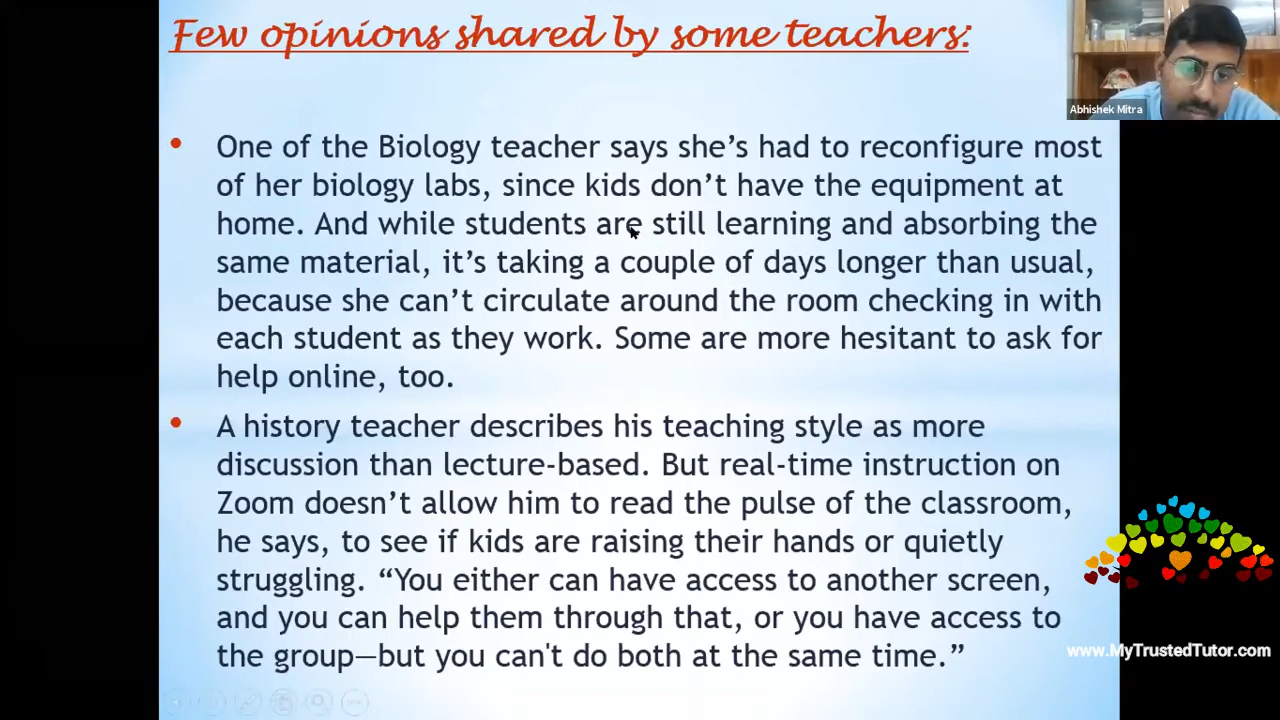 Few opinions shared by some teachers:
Abhishek Mitra
• One of the Biology teacher says she’s had to reconfigure most
of her biology labs, since kids don’t have the equipment at
home. And while students are still learning and absorbing the
same material, it’s taking a couple of days longer than usual,
because she can’t circulate around the room checking in with
each student as they work. Some are more hesitant to ask for
help online, too.
• A history teacher describes his teaching style as more
discussion than lecture-based. But real-time instruction on
Zoom doesn’t allow him to read the pulse of the classroom,
he says, to see if kids are raising their hands or quietly
struggling. “You either can have access to another screen,
and you can help them through that, or you have access to
the group—but you can't do both at the same time.”
www.MyTrustedTutor.com